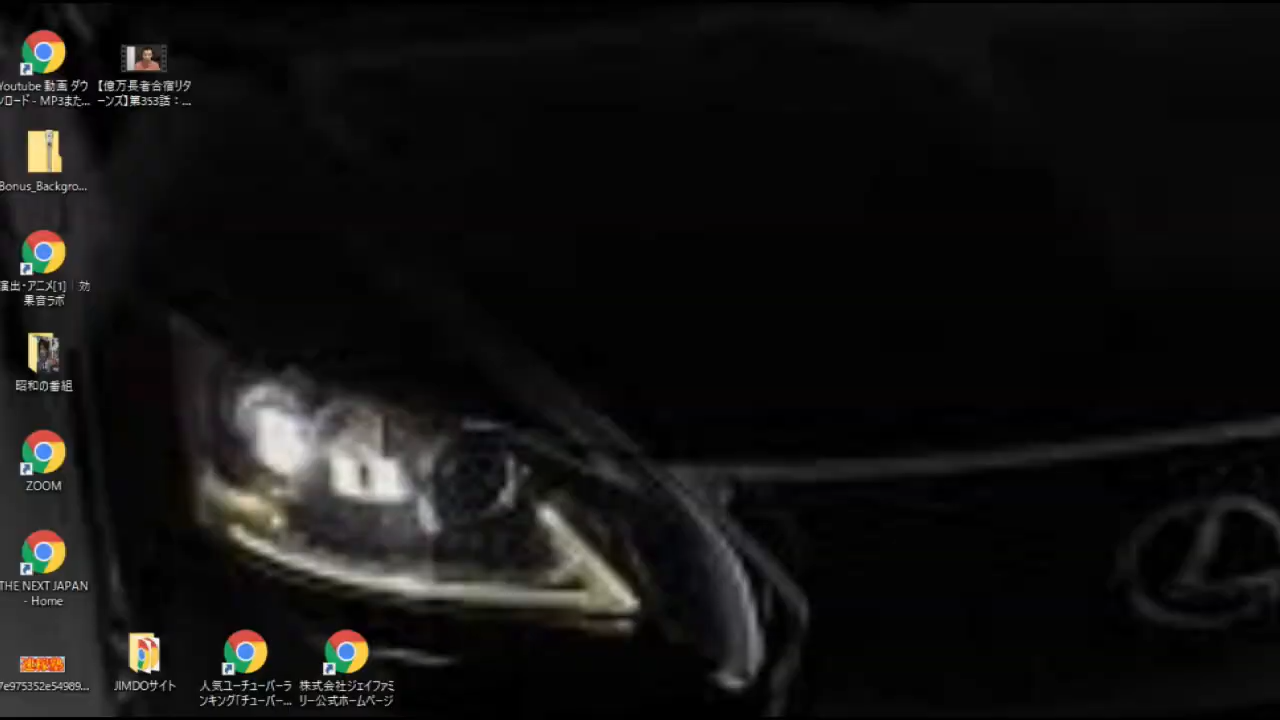 Youtube 動画 ダウ
ンロード - MP3また...
【億万長者合宿リタ
ーンズ】第353話：...
Bonus_Backgro...
演出・アニメ[1]｜効
果音ラボ
昭和の番組
ZOOM
THE NEXT JAPAN
- Home
7e975352e54989...
JIMDOサイト
人気ユーチューバーラ
ンキング「チューバー...
株式会社ジェイファミ
リー公式ホームページ